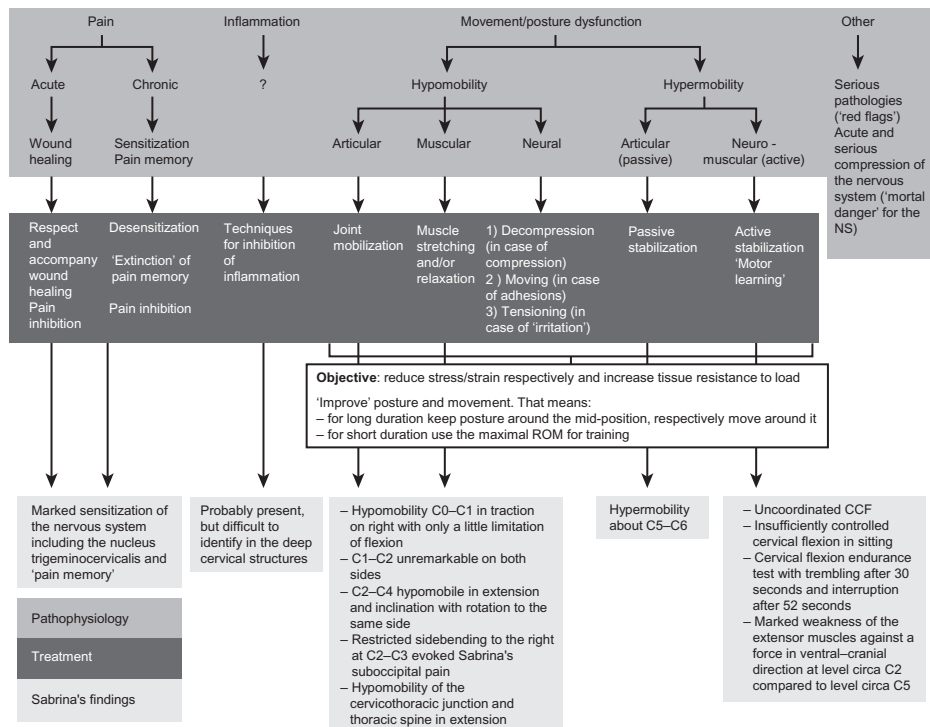 Pain
Inflammation
Movement/posture dysfunction
Other
Acute
Chronic
?
Hypomobility
Hypermobility
Serious
pathologies
(‘red flags’)
Acute and
serious
compression of
the nervous
system (‘mortal
danger’ for the
NS)
Wound
healing
Sensitization
Pain memory
Articular
Muscular
Neural
Articular
(passive)
Neuro -
muscular (active)
Respect
and
accompany
wound
healing
Pain
inhibition
Desensitization
‘Extinction’ of
pain memory
Pain inhibition
Techniques
for inhibition
of
inflammation
Joint
mobilization
Muscle
stretching
and/or
relaxation
1) Decompression
(in case of
compression)
2 ) Moving (in case
of adhesions)
3) Tensioning (in
case of ‘irritation’)
Passive
stabilization
Active
stabilization
‘Motor
learning’
Objective: reduce stress/strain respectively and increase tissue resistance to load
‘Improve’ posture and movement. That means:
– for long duration keep posture around the mid-position, respectively move around it
– for short duration use the maximal ROM for training
Marked sensitization of
the nervous system
including the nucleus
trigeminocervicalis and
‘pain memory’
Probably present,
but difficult to
identify in the deep
cervical structures
– Hypomobility C0–C1 in traction
on right with only a little limitation
of flexion
– C1–C2 unremarkable on both
sides
– C2–C4 hypomobile in extension
and inclination with rotation to the
same side
– Restricted sidebending to the right
at C2–C3 evoked Sabrina's
suboccipital pain
– Hypomobility of the
cervicothoracic junction and
thoracic spine in extension
Hypermobility
about C5–C6
– Uncoordinated CCF
– Insufficiently controlled
cervical flexion in sitting
– Cervical flexion endurance
test with trembling after 30
seconds and interruption
after 52 seconds
– Marked weakness of the
extensor muscles against a
force in ventral–cranial
direction at level circa C2
compared to level circa C5
Pathophysiology
Treatment
Sabrina's findings